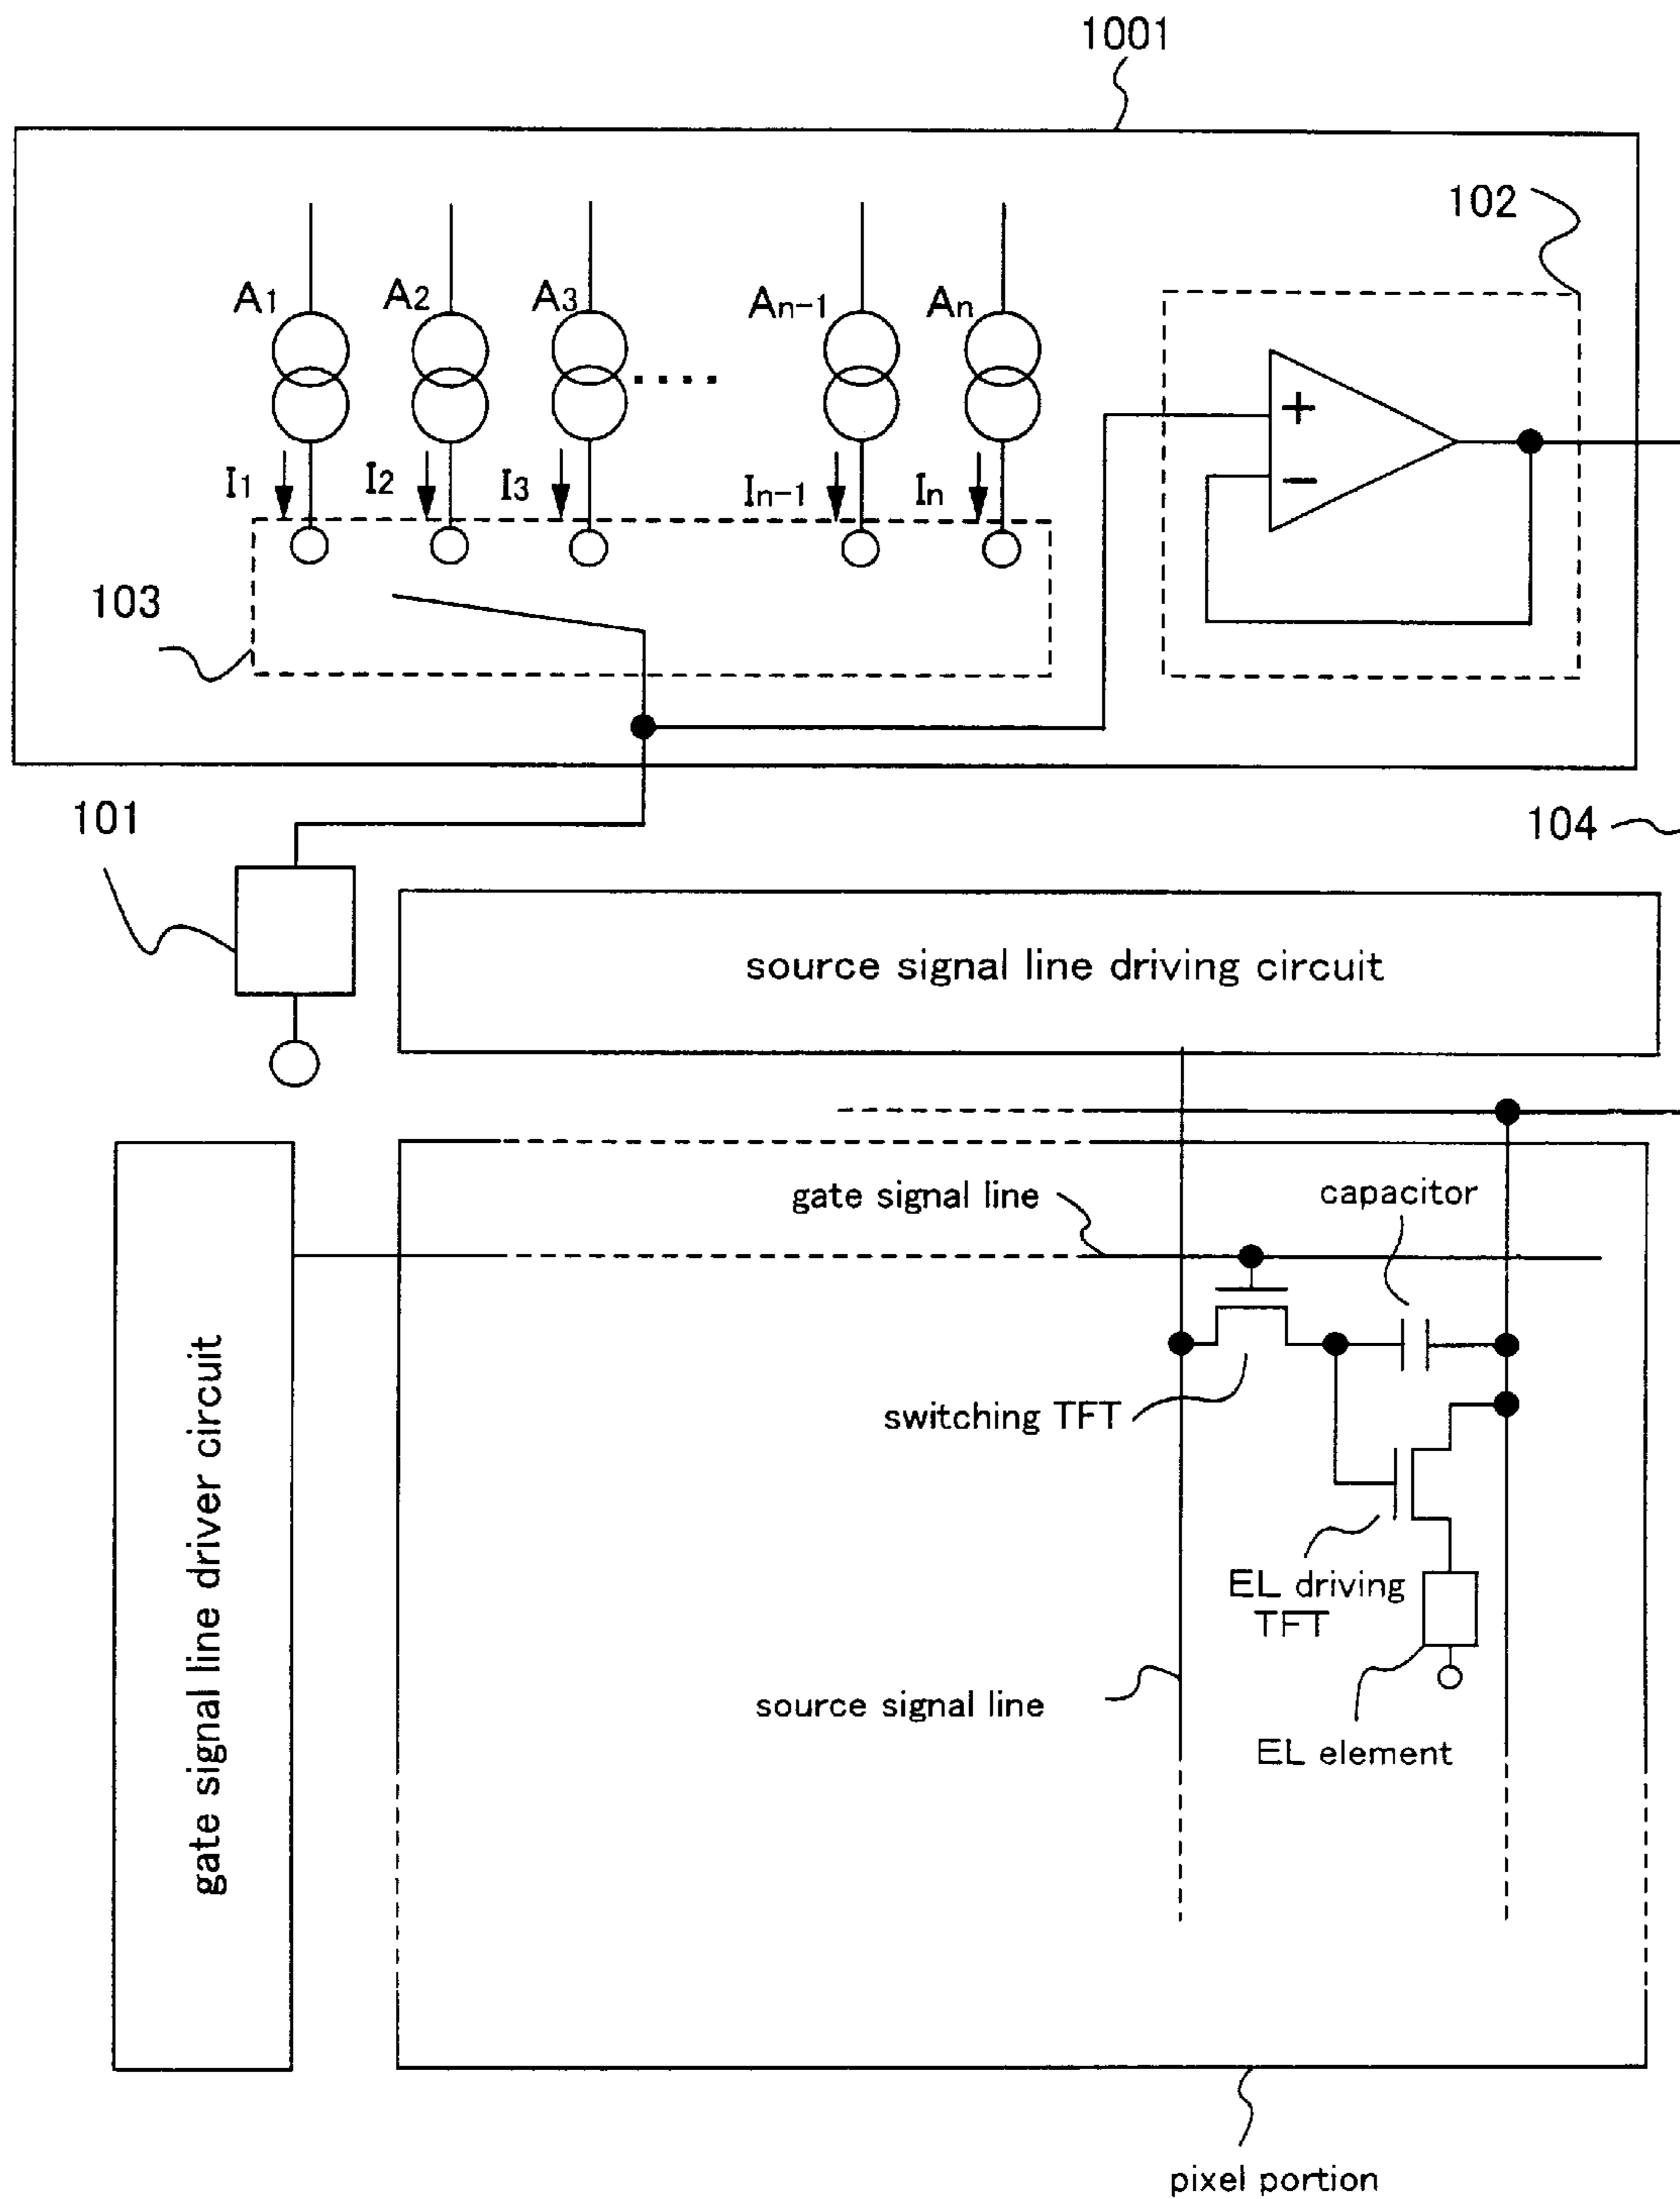 1001
102
A1 A2 A3 An-1 An
....
+
−
I1 I2 I3 In-1 In
103
101
104
source signal line driving circuit
gate signal line
capacitor
switching TFT
gate signal line driver circuit
EL driving
TFT
source signal line
EL element
pixel portion